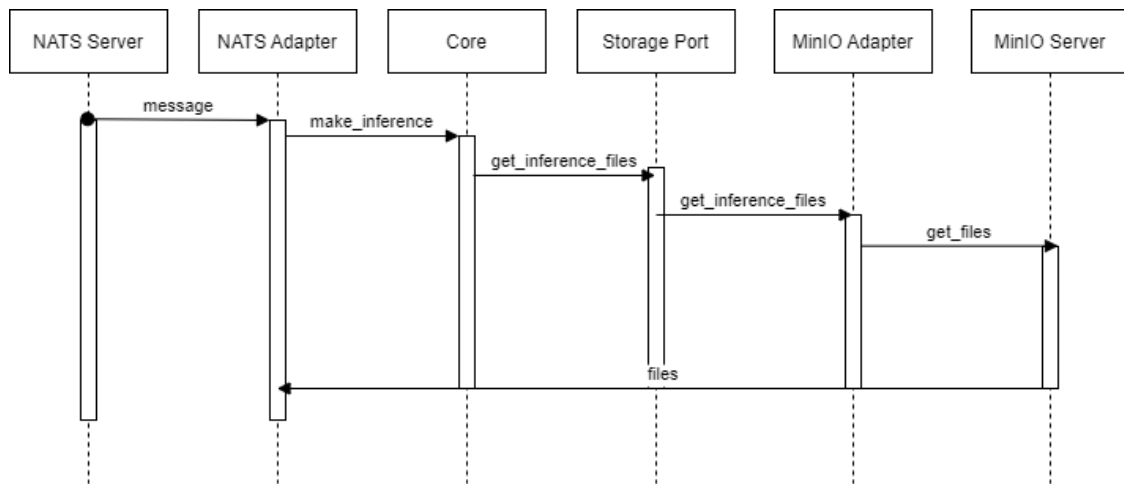 NATS Server
NATS Adapter
Core
Storage Port
MinIO Adapter
MinIO Server
message
make_inference
get_inference_files
get_inference_files
get_files
files